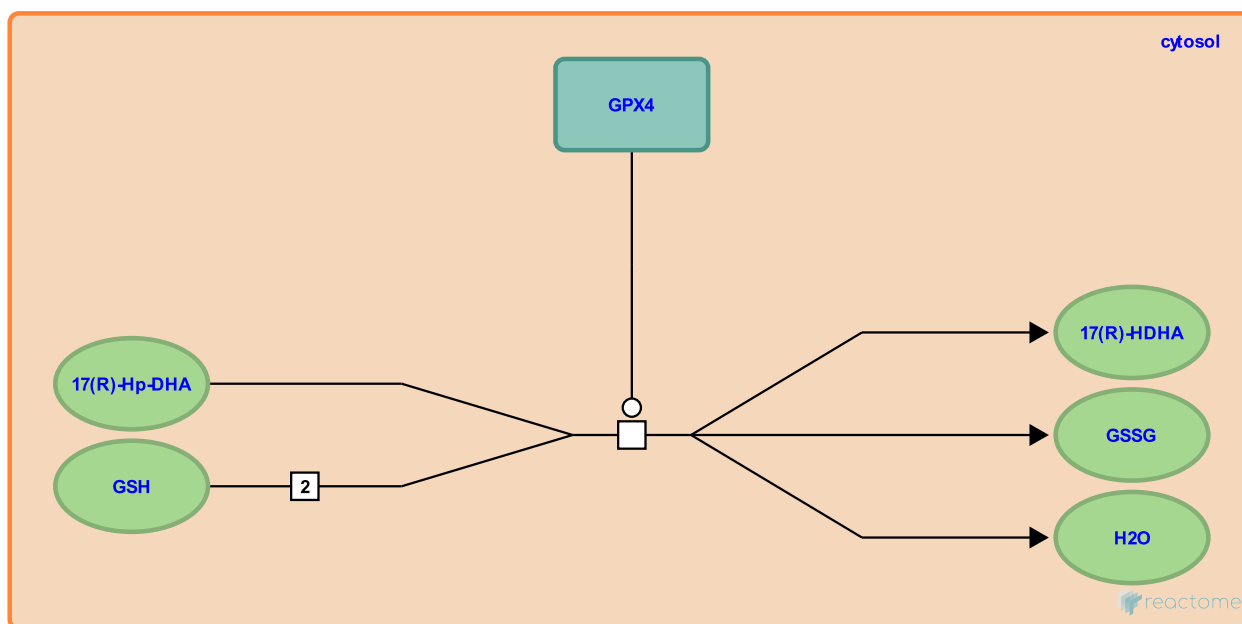 cytosol
GPX4
17(R)-HDHA
17(R)-Hp-DHA
GSSG
GSH
2
H2O
reactome